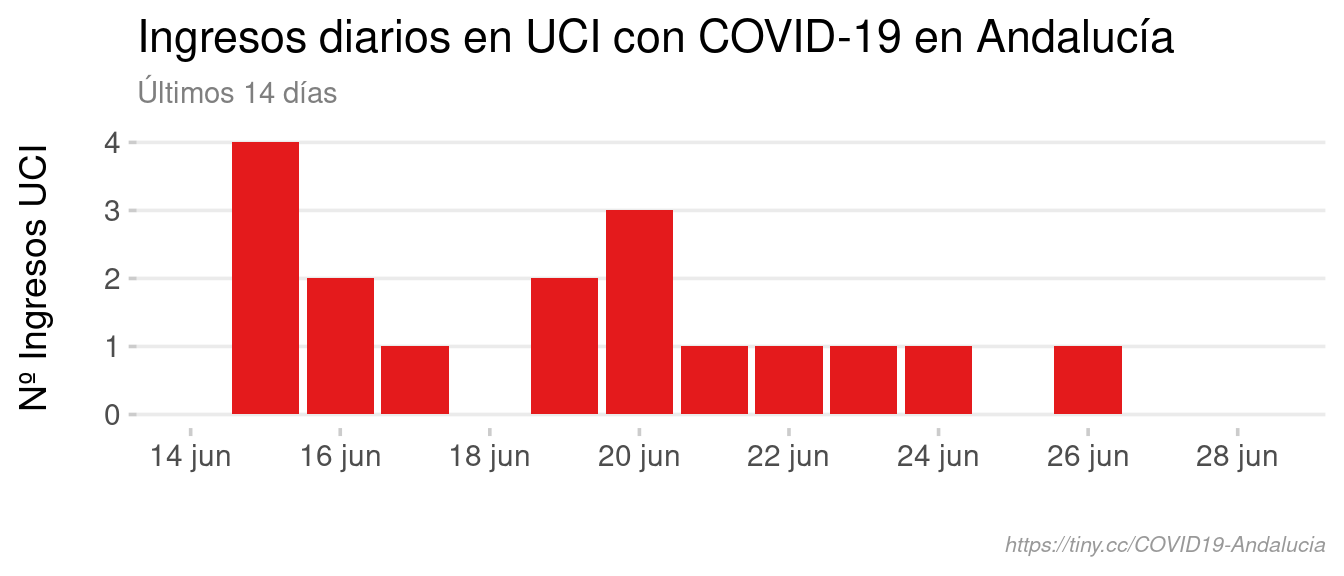 Ingresos diarios en UCI con COVID-19 en Andalucía
Últimos 14 días
Nº Ingresos UCI
4
3
2
1
0
14 jun 16 jun 18 jun 20 jun 22 jun 24 jun 26 jun 28 jun
https://tiny.cc/COVID19-Andalucia